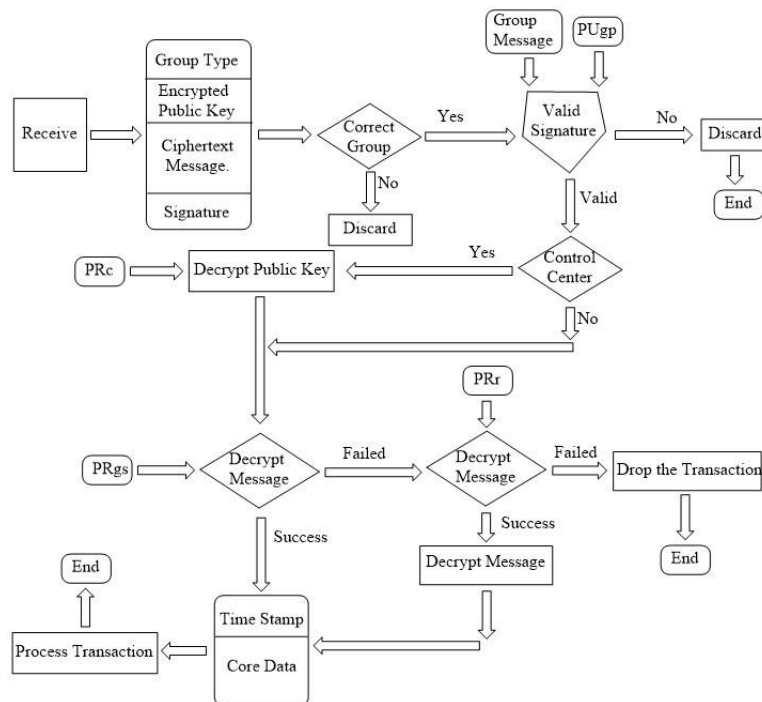 Group
Message
PUgp
Group Type
Encrypted
Public Key
Ciphertext
Message.
Signature
Receive
Correct
Group
Yes
No
Discard
Valid
Signature
No
Discard
End
Valid
PRc
Decrypt Public Key
Yes
Control
Center
No
PRr
PRgs
Decrypt
Message
Failed
Decrypt
Message
Failed
Drop the Transaction
Success
Success
End
Decrypt Message
End
Time Stamp
Core Data
Process Transaction